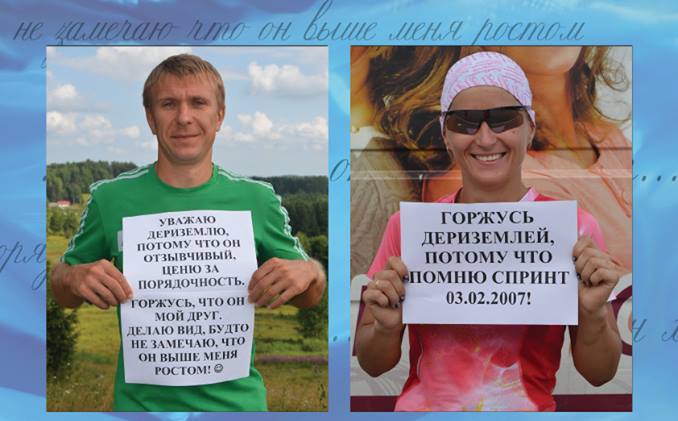 не замечаю что он выше меня ростом
УВАЖАЮ
ДЕРИЗЕМЛЮ,
ПОТОМУ ЧТО ОН
ОТЗЫВЧИВЫЙ,
ЦЕНЮ ЗА
ПОРЯДОЧНОСТЬ.
ГОРЖУСЬ, ЧТО ОН
МОЙ ДРУГ.
ДЕЛАЮ ВИД, БУДТО
НЕ ЗАМЕЧАЮ, ЧТО
ОН ВЫШЕ МЕНЯ
РОСТОМ! ☺
ГОРЖУСЬ
ДЕРИЗЕМЛЕЙ,
ПОТОМУ ЧТО
ПОМНЮ СПРИНТ
03.02.2007!